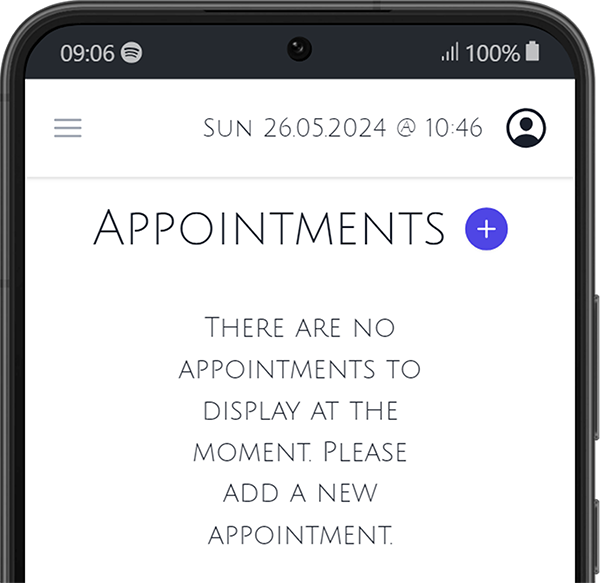 09:06 100%
Sun 26.05.2024 @ 10:46
Appointments
There are no
appointments to
display at the
moment. Please
add a new
appointment.